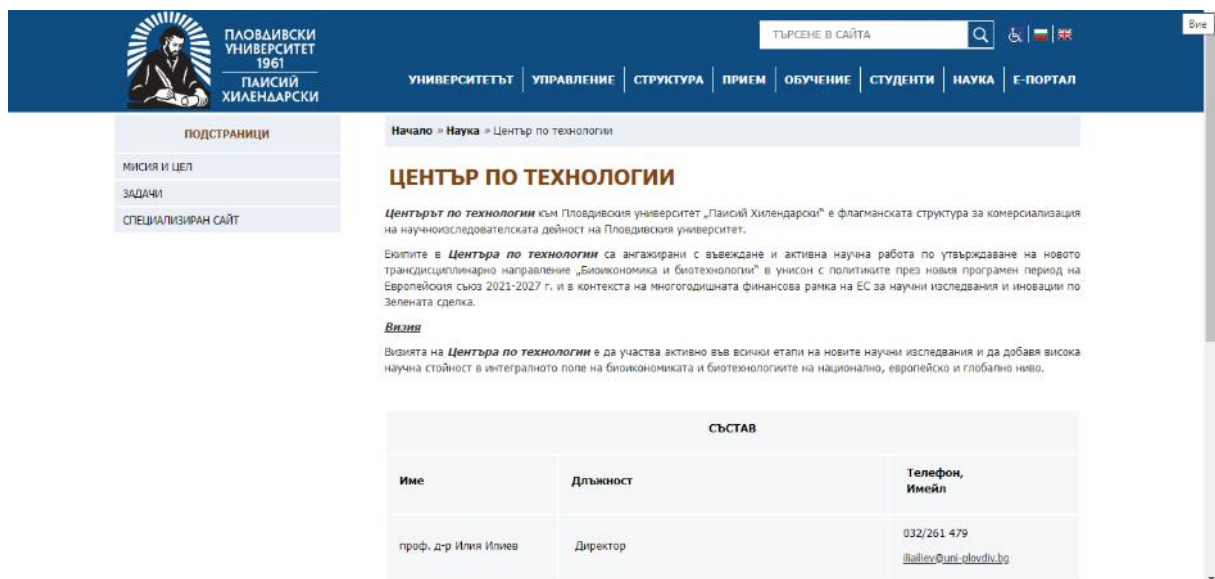 ПЛОВДИВСКИ
УНИВЕРСИТЕТ
1961
ПАИСИЙ
ХИЛЕНДАРСКИ
ТЪРСЕНЕ В САЙТА
Вие
УНИВЕРСИТЕТЪТ УПРАВЛЕНИЕ СТРУКТУРА ПРИЕМ ОБУЧЕНИЕ СТУДЕНТИ НАУКА Е-ПОРТАЛ
ПОДСТРАНИЦИ
МИСИЯ И ЦЕЛ
ЗАДАЧИ
СПЕЦИАЛИЗИРАН САЙТ
Начало » Наука » Център по технологии
ЦЕНТЪР ПО ТЕХНОЛОГИИ
Центърът по технологии към Пловдивския университет „Паисий Хилендарски“ е флагманската структура за комерсиализация
на научноизследователската дейност на Пловдивския университет.
Екипите в Центъра по технологии са ангажирани с въвеждане и активна научна работа по утвърждаване на новото
трансдисциплинарно направление „Биоикономика и биотехнологии“ в унисон с политиките през новия програмен период на
Европейския съюз 2021-2027 г. и в контекста на многогодишната финансова рамка на ЕС за научни изследвания и иновации по
Зелената сделка.
Визия
Визията на Центъра по технологии е да участва активно във всички етапи на новите научни изследвания и да добавя висока
научна стойност в интегралното поле на биоикономиката и биотехнологиите на национално, европейско и глобално ниво.
СЪСТАВ
Име Длъжност Телефон,
Имейл
проф. д-р Илия Илиев Директор 032/261 479
iliailiev@uni-plovdiv.bg